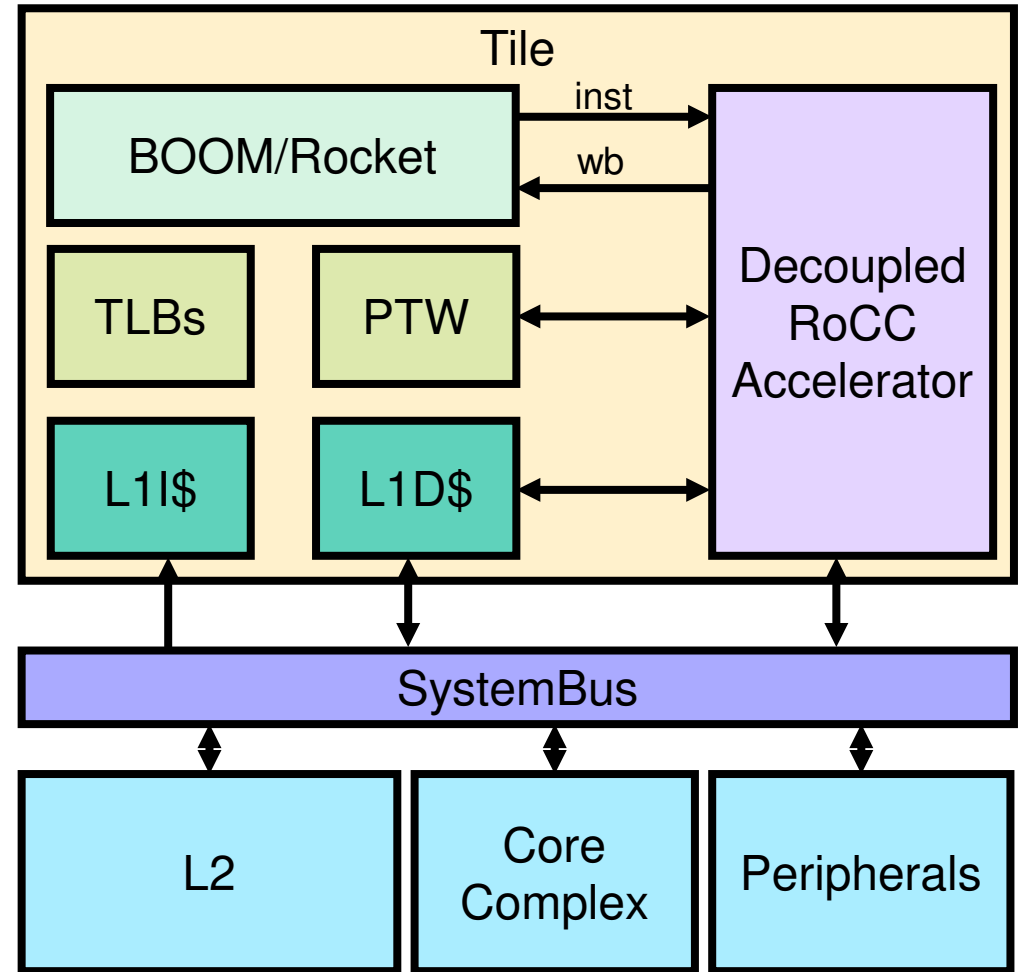 Tile
inst
BOOM/Rocket
wb
TLBs
PTW
Decoupled
RoCC
Accelerator
L1I$
L1D$
SystemBus
L2
Core
Complex
Peripherals